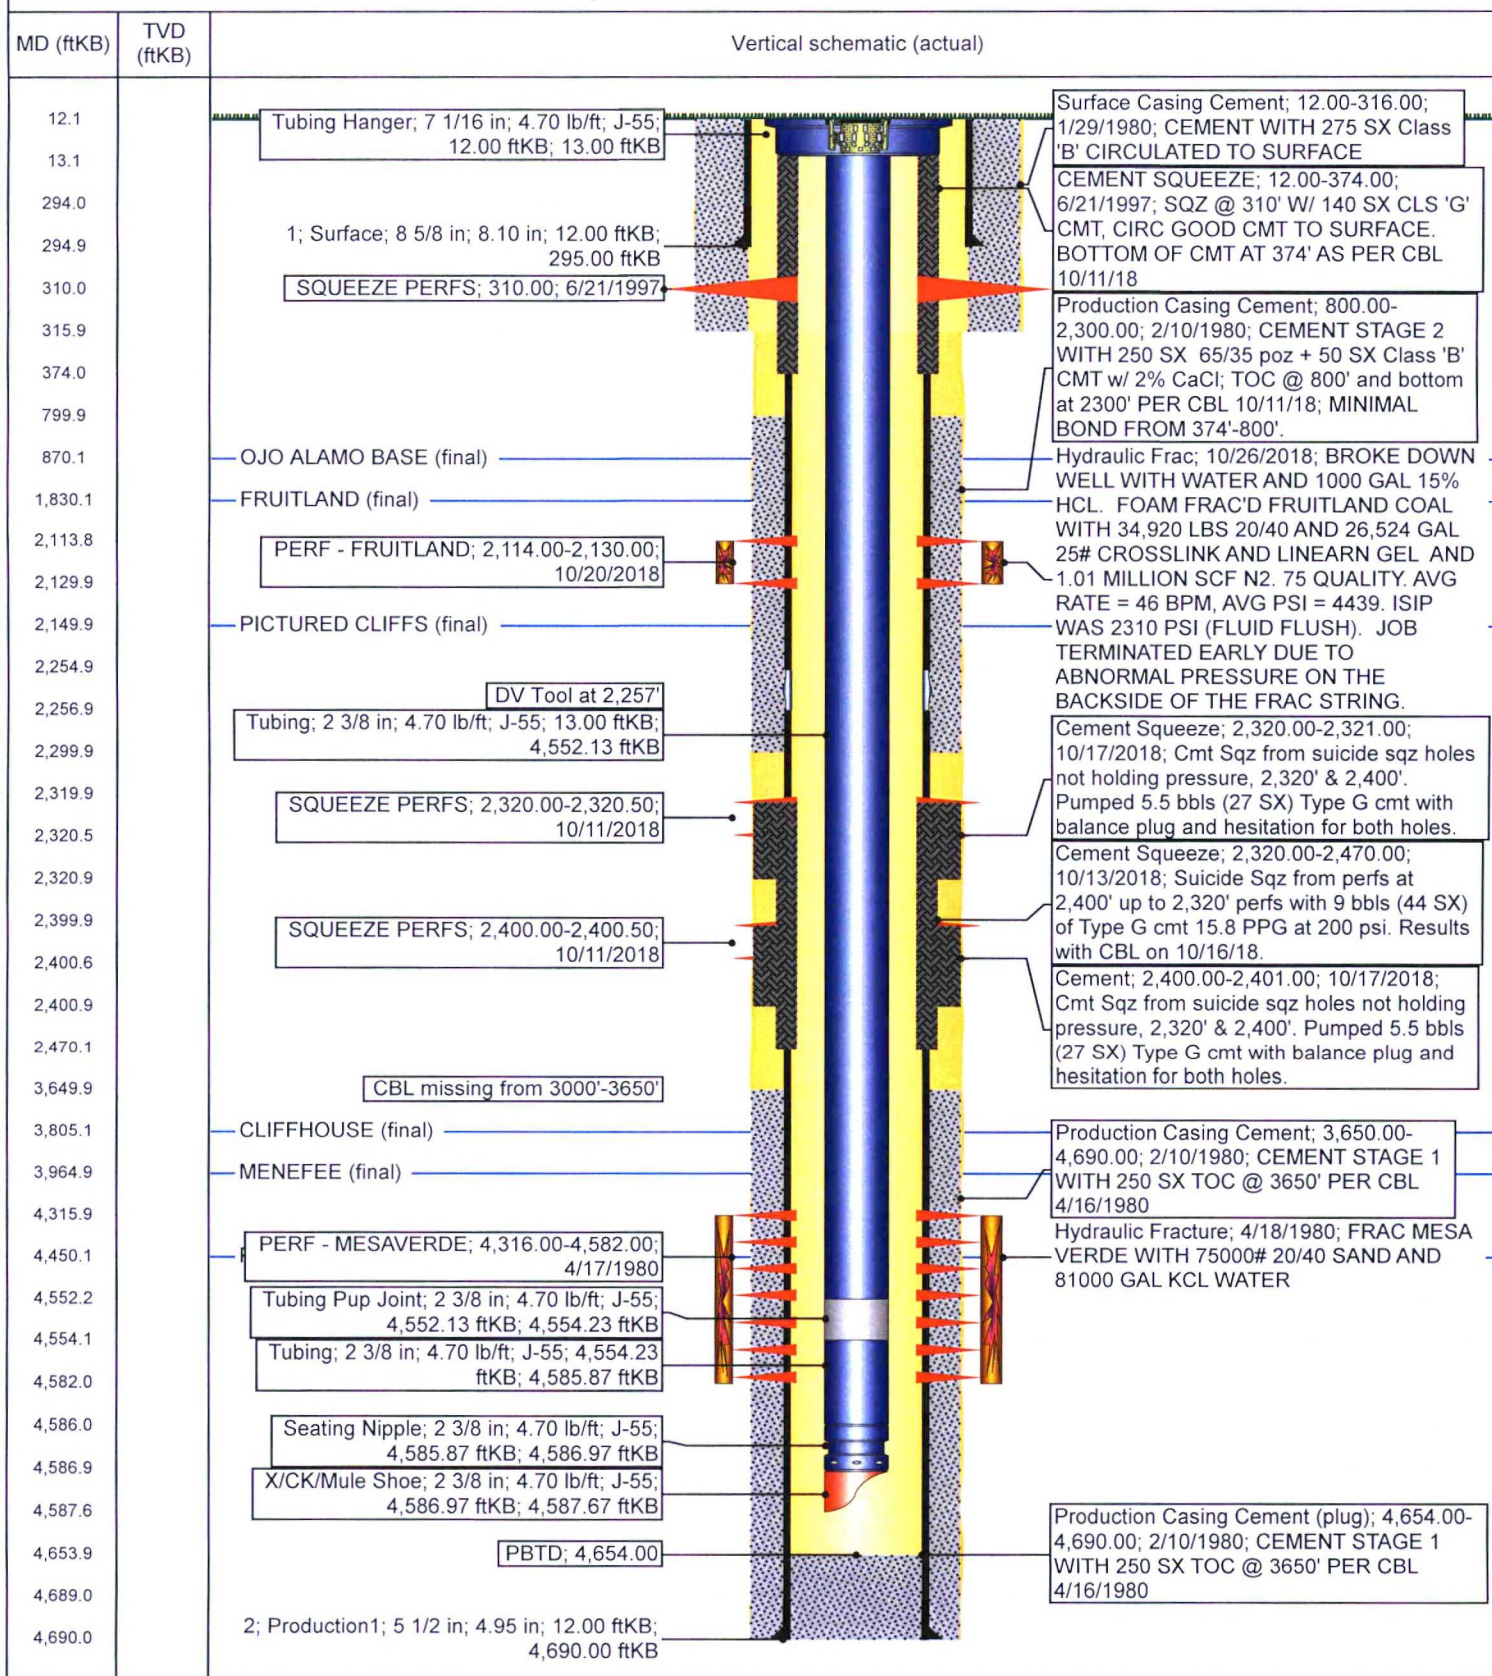 MD (ftKB)
TVD
(ftKB)
Vertical schematic (actual)
12.1
13.1
294.0
294.9
310.0
315.9
374.0
799.9
870.1
1,830.1
2,113.8
2,129.9
2,149.9
2,254.9
2,256.9
2,299.9
2,319.9
2,320.5
2,320.9
2,399.9
2,400.6
2,400.9
2,470.1
3,649.9
3,805.1
3,964.9
4,315.9
4,450.1
4,552.2
4,554.1
4,582.0
4,586.0
4,586.9
4,587.6
4,653.9
4,689.0
4,690.0
Tubing Hanger; 7 1/16 in; 4.70 lb/ft; J-55;
12.00 ftKB; 13.00 ftKB
1; Surface; 8 5/8 in; 8.10 in; 12.00 ftKB;
295.00 ftKB
SQUEEZE PERFS; 310.00; 6/21/1997
OJO ALAMO BASE (final)
FRUITLAND (final)
PERF - FRUITLAND; 2,114.00-2,130.00;
10/20/2018
PICTURED CLIFFS (final)
DV Tool at 2,257'
Tubing; 2 3/8 in; 4.70 lb/ft; J-55; 13.00 ftKB;
4,552.13 ftKB
SQUEEZE PERFS; 2,320.00-2,320.50;
10/11/2018
SQUEEZE PERFS; 2,400.00-2,400.50;
10/11/2018
CBL missing from 3000'-3650'
CLIFFHOUSE (final)
MENEFEE (final)
PERF - MESAVERDE; 4,316.00-4,582.00;
4/17/1980
Tubing Pup Joint; 2 3/8 in; 4.70 lb/ft; J-55;
4,552.13 ftKB; 4,554.23 ftKB
Tubing; 2 3/8 in; 4.70 lb/ft; J-55; 4,554.23
ftKB; 4,585.87 ftKB
Seating Nipple; 2 3/8 in; 4.70 lb/ft; J-55;
4,585.87 ftKB; 4,586.97 ftKB
X/CK/Mule Shoe; 2 3/8 in; 4.70 lb/ft; J-55;
4,586.97 ftKB; 4,587.67 ftKB
PBTD; 4,654.00
2; Production1; 5 1/2 in; 4.95 in; 12.00 ftKB;
4,690.00 ftKB
Surface Casing Cement; 12.00-316.00;
1/29/1980; CEMENT WITH 275 SX Class
'B' CIRCULATED TO SURFACE
CEMENT SQUEEZE; 12.00-374.00;
6/21/1997; SQZ @ 310' W/ 140 SX CLS 'G'
CMT, CIRC GOOD CMT TO SURFACE.
BOTTOM OF CMT AT 374' AS PER CBL
10/11/18
Production Casing Cement; 800.00-
2,300.00; 2/10/1980; CEMENT STAGE 2
WITH 250 SX 65/35 poz + 50 SX Class 'B'
CMT w/ 2% CaCl; TOC @ 800' and bottom
at 2300' PER CBL 10/11/18; MINIMAL
BOND FROM 374'-800'.
Hydraulic Frac; 10/26/2018; BROKE DOWN
WELL WITH WATER AND 1000 GAL 15%
HCL. FOAM FRAC'D FRUITLAND COAL
WITH 34,920 LBS 20/40 AND 26,524 GAL
25# CROSSLINK AND LINEARN GEL AND
1.01 MILLION SCF N2. 75 QUALITY. AVG
RATE = 46 BPM, AVG PSI = 4439. ISIP
WAS 2310 PSI (FLUID FLUSH). JOB
TERMINATED EARLY DUE TO
ABNORMAL PRESSURE ON THE
BACKSIDE OF THE FRAC STRING.
Cement Squeeze; 2,320.00-2,321.00;
10/17/2018; Cmt Sqz from suicide sqz holes
not holding pressure, 2,320' & 2,400'.
Pumped 5.5 bbls (27 SX) Type G cmt with
balance plug and hesitation for both holes.
Cement Squeeze; 2,320.00-2,470.00;
10/13/2018; Suicide Sqz from perfs at
2,400' up to 2,320' perfs with 9 bbls (44 SX)
of Type G cmt 15.8 PPG at 200 psi. Results
with CBL on 10/16/18.
Cement; 2,400.00-2,401.00; 10/17/2018;
Cmt Sqz from suicide sqz holes not holding
pressure, 2,320' & 2,400'. Pumped 5.5 bbls
(27 SX) Type G cmt with balance plug and
hesitation for both holes.
Production Casing Cement; 3,650.00-
4,690.00; 2/10/1980; CEMENT STAGE 1
WITH 250 SX TOC @ 3650' PER CBL
4/16/1980
Hydraulic Fracture; 4/18/1980; FRAC MESA
VERDE WITH 75000# 20/40 SAND AND
81000 GAL KCL WATER
Production Casing Cement (plug); 4,654.00-
4,690.00; 2/10/1980; CEMENT STAGE 1
WITH 250 SX TOC @ 3650' PER CBL
4/16/1980